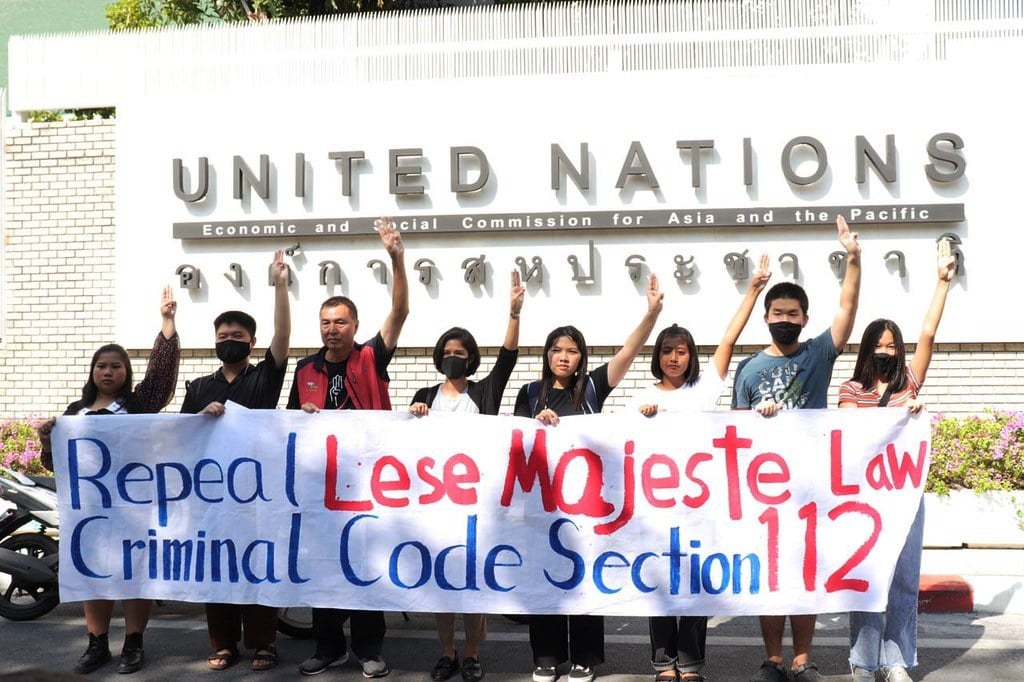 UNITED NATIONS
Economic and Social Commission for Asia and the Pacific
องค์การสหประชาชาติ
Repeal Lese Majeste Law
Criminal Code Section 112